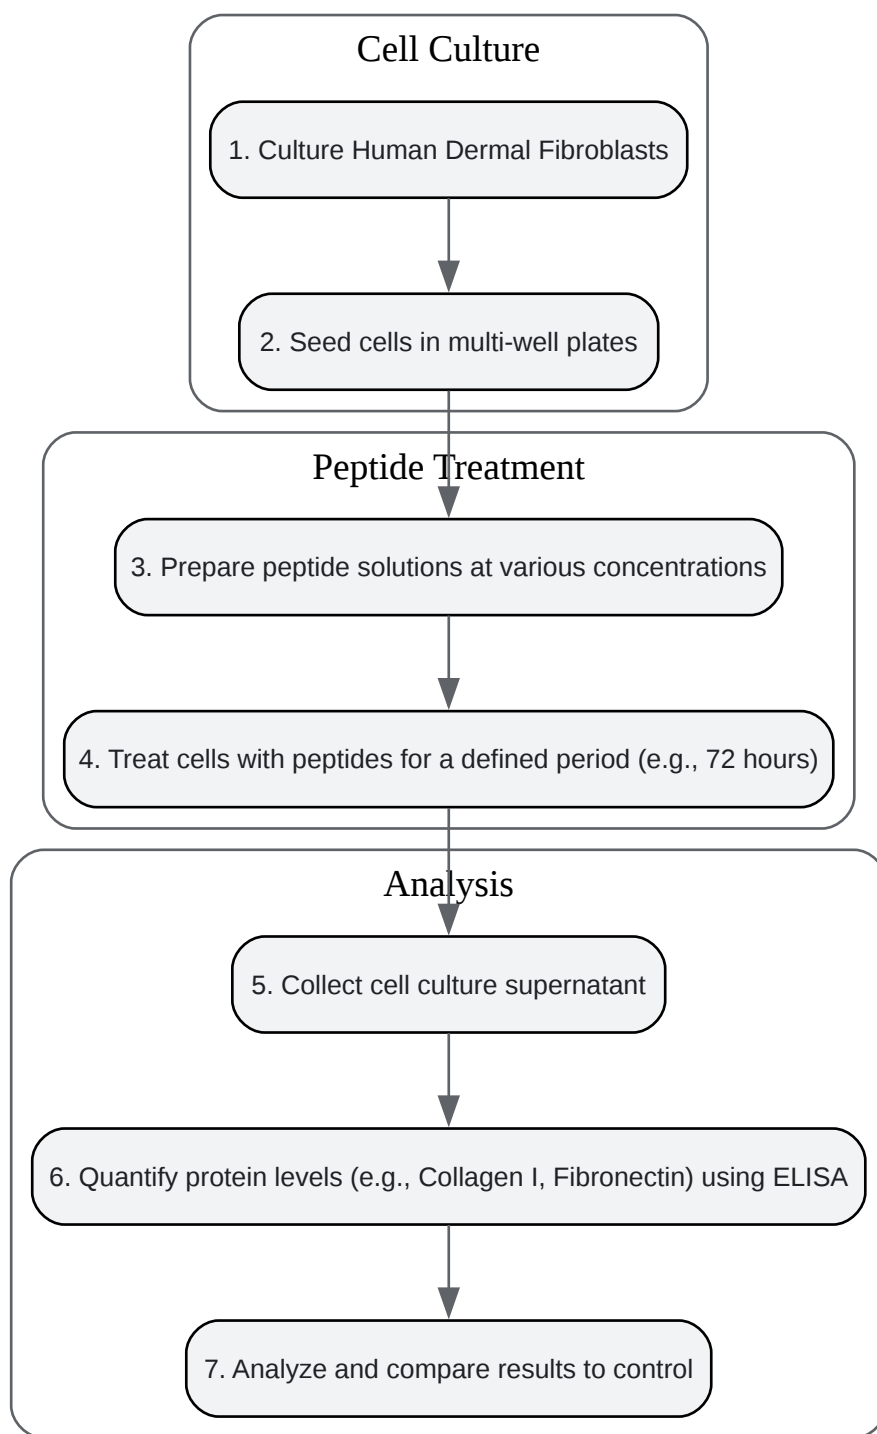 Cell Culture
1. Culture Human Dermal Fibroblasts
2. Seed cells in multi-well plates
Peptide Treatment
3. Prepare peptide solutions at various concentrations
4. Treat cells with peptides for a defined period (e.g., 72 hours)
Analysis
5. Collect cell culture supernatant
6. Quantify protein levels (e.g., Collagen I, Fibronectin) using ELISA
7. Analyze and compare results to control